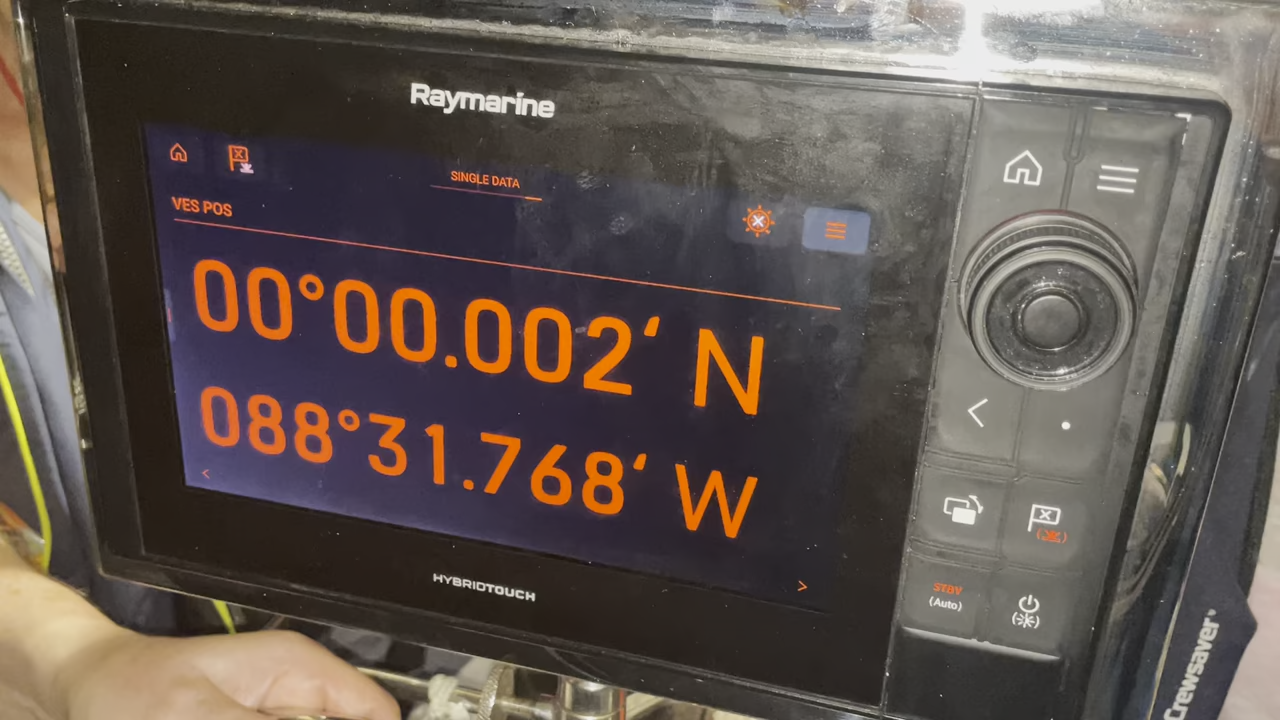 Raymarine
SINGLE DATA
VES POS
00°00.002' N
088°31.768' W
HYBRIDTOUCH
STBY
(Auto)
Crewsaver